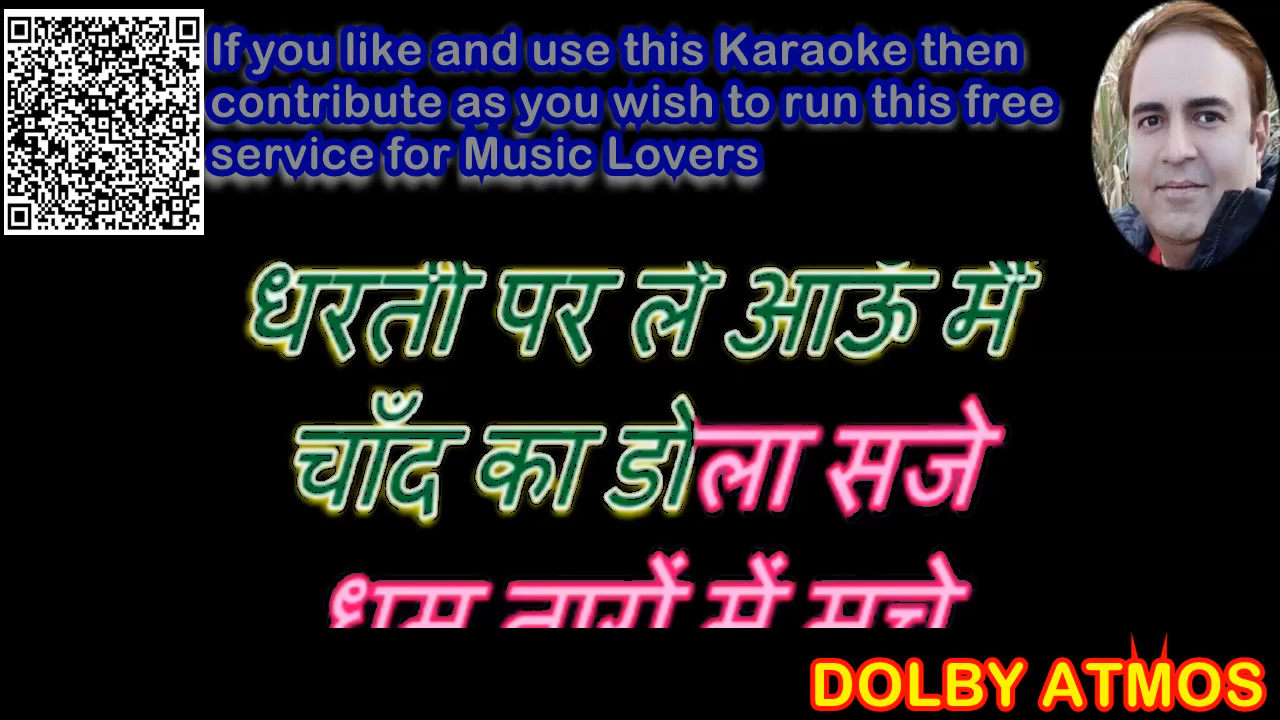 If you like and use this Karaoke then
contribute as you wish to run this free
service for Music Lovers
धरती पर ले आऊँ मैं
चाँद का डोला सजे
धूम तारों में मचे
DOLBY ATMOS